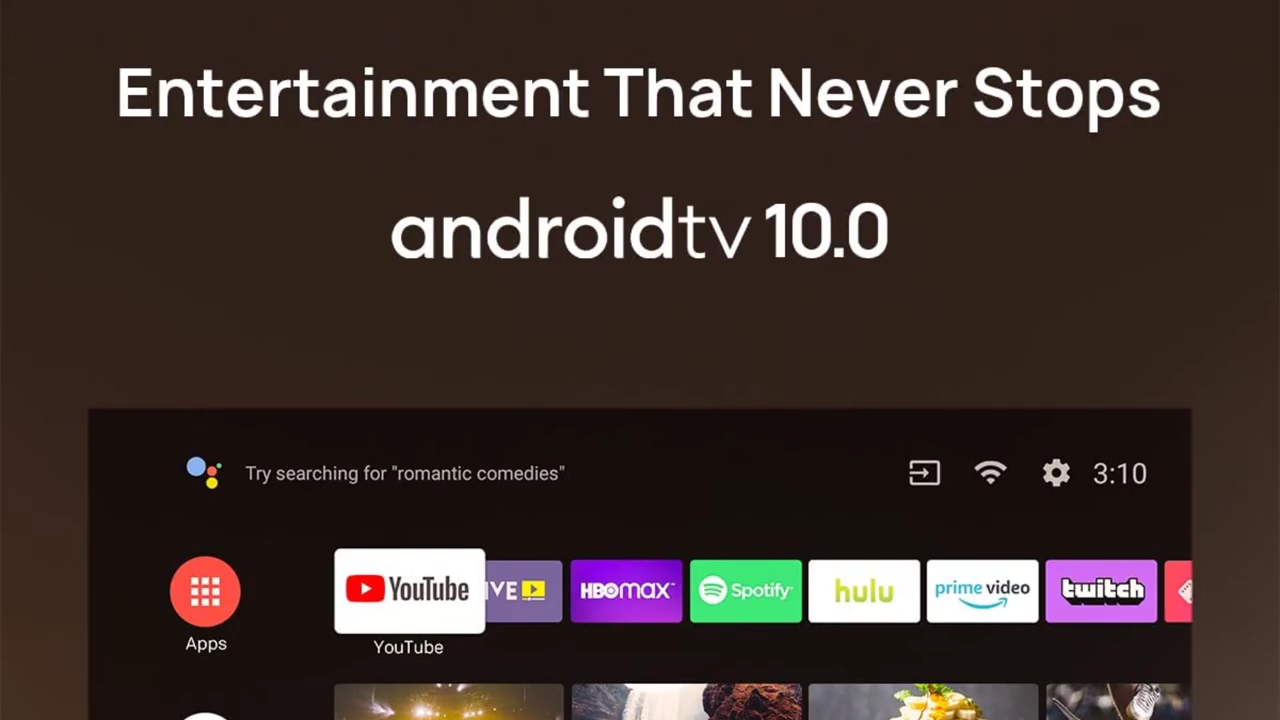 Entertainment That Never Stops
androidtv 10.0
Try searching for "romantic comedies"
3:10
YouTube
IVE
HBOMAX
Spotify
hulu
prime video
twitch
Apps
YouTube